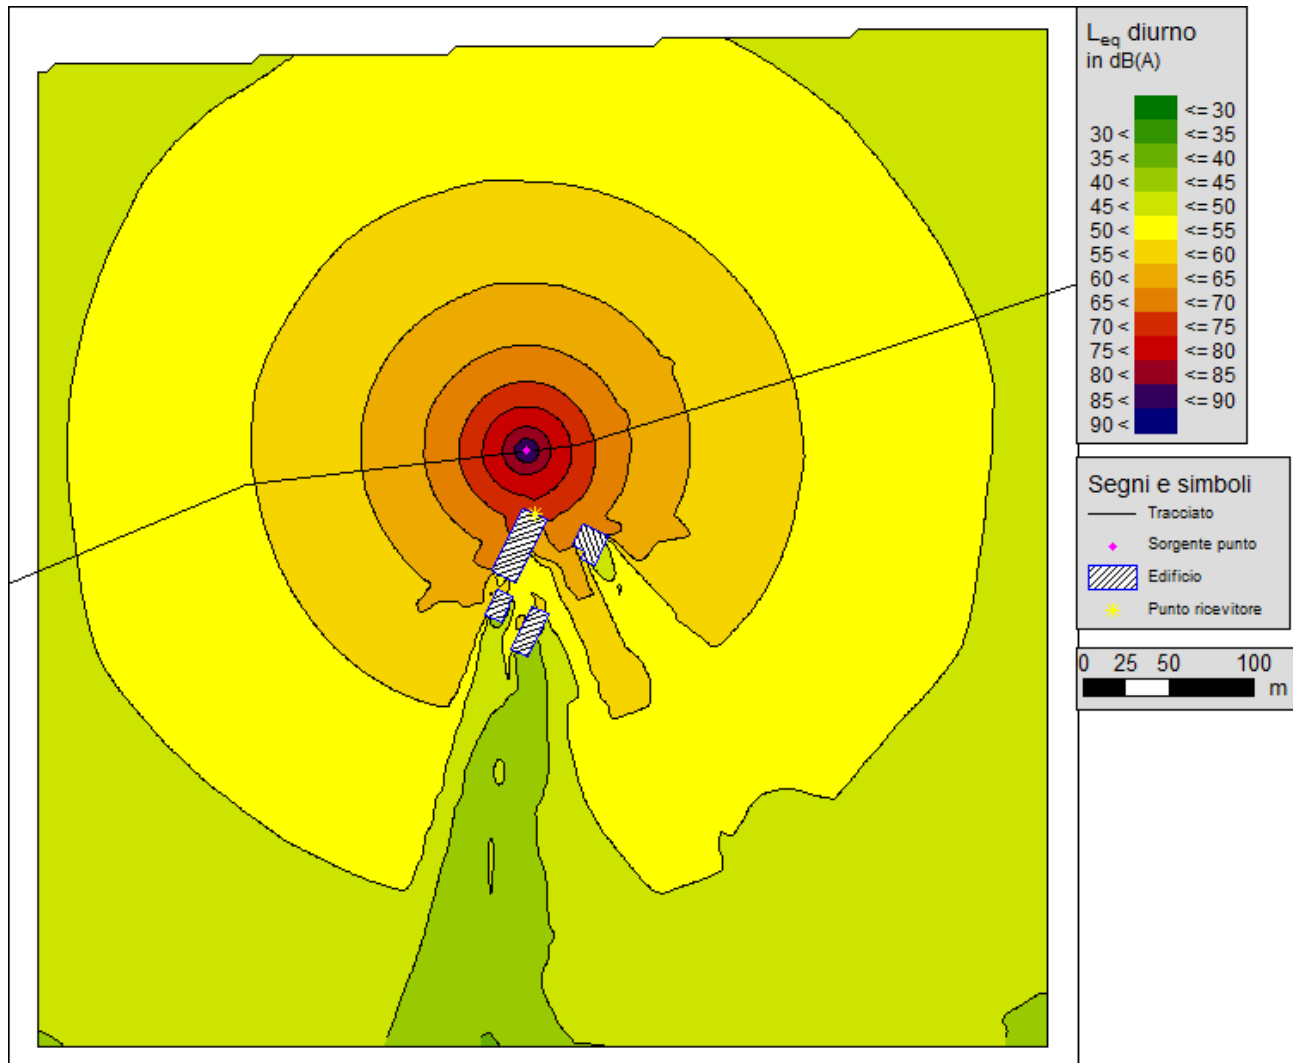 Leq diurno
in dB(A)
<= 30
30 < <= 35
35 < <= 40
40 < <= 45
45 < <= 50
50 < <= 55
55 < <= 60
60 < <= 65
65 < <= 70
70 < <= 75
75 < <= 80
80 < <= 85
85 < <= 90
90 <
Segni e simboli
Tracciato
Sorgente punto
Edificio
Punto ricevitore
0 25 50 100
m